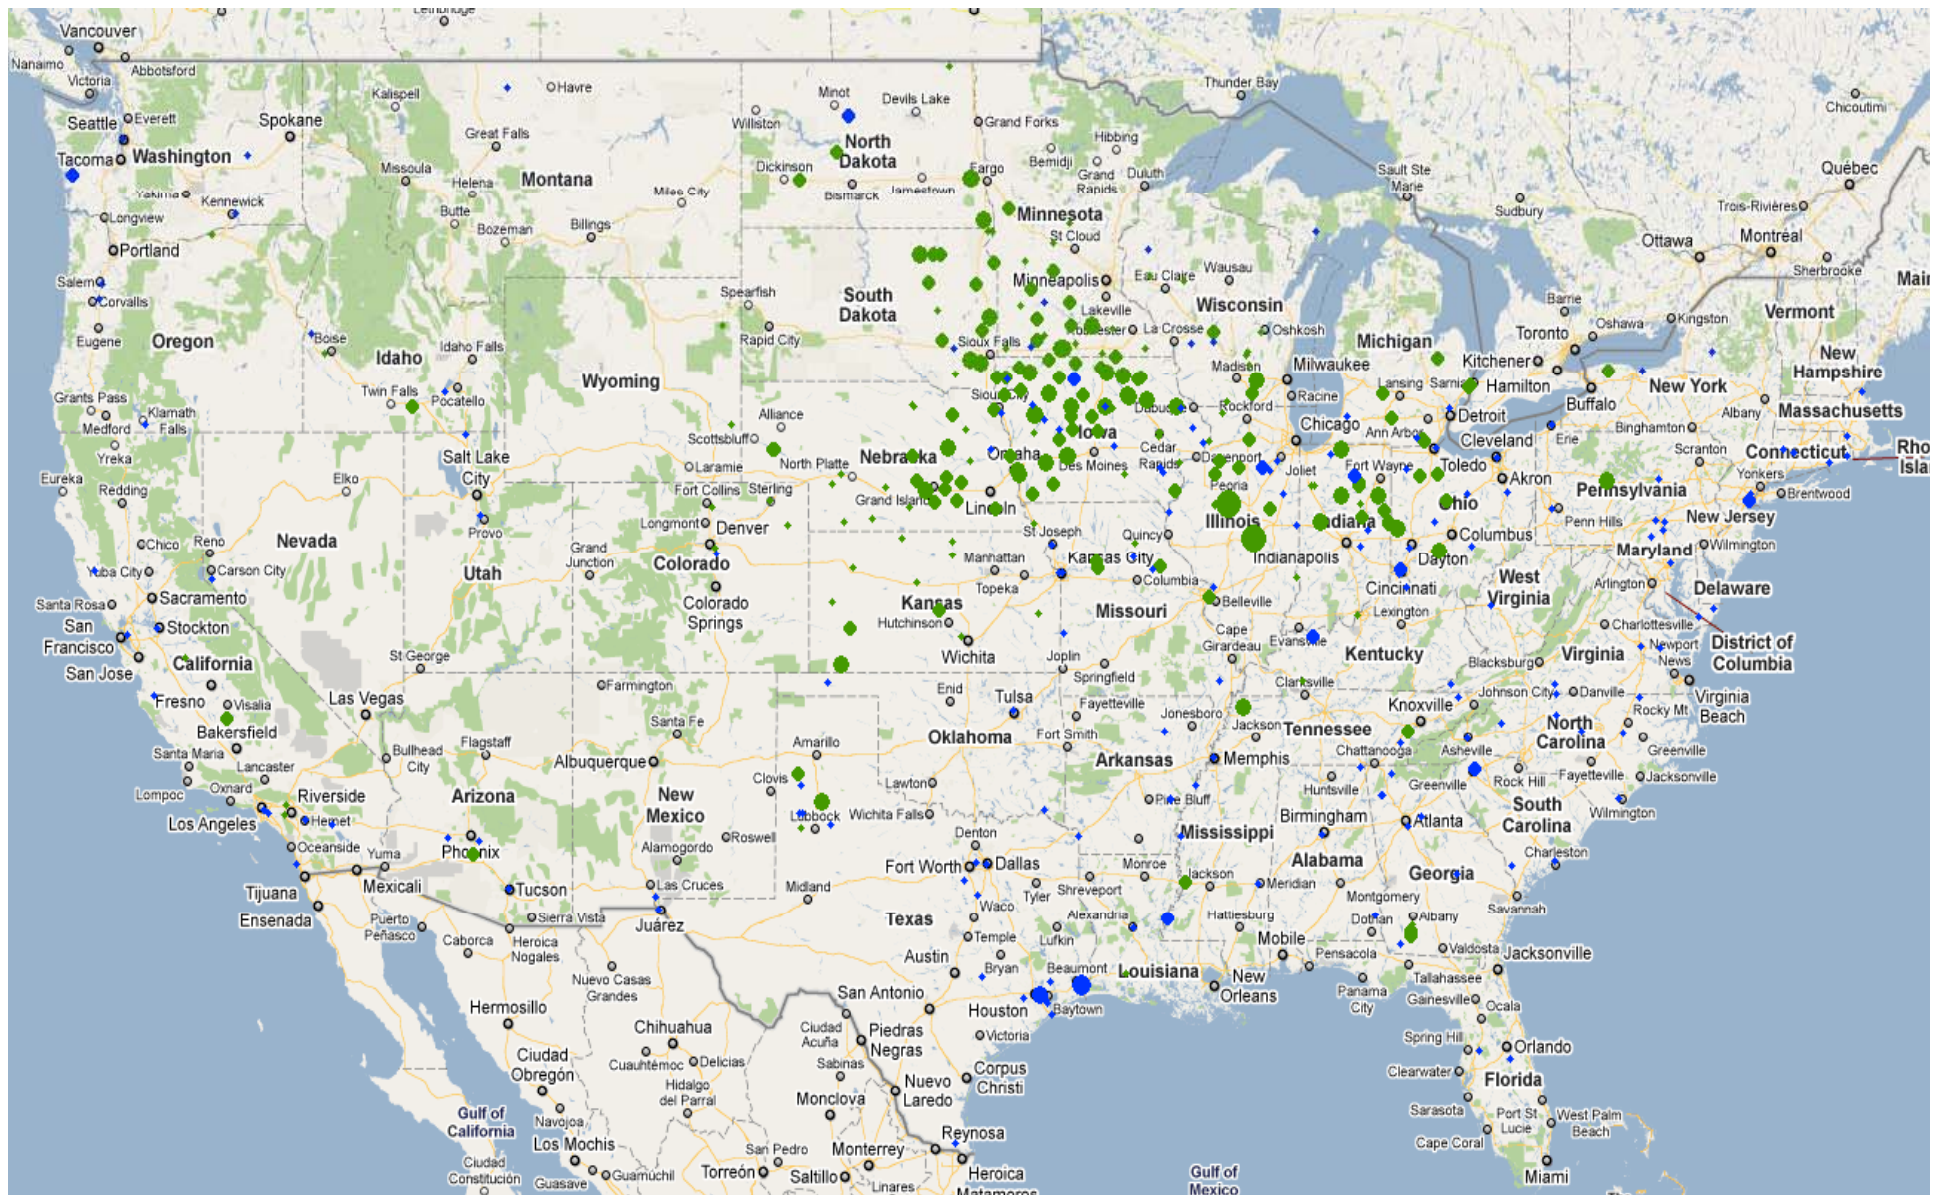 Lethbridge
Vancouver
Nanaimo
Abbotsford
Victoria
Kalispell
Havre
Minot
Devils Lake
Williston
Thunder Bay
Chicoutimi
Seattle
Everett
Spokane
Great Falls
Grand Forks
Hibbing
Tacoma
Washington
Missoula
Helena
Montana
Miles City
Dickinson
North
Dakota
Bismarck
Jamestown
Fargo
Bemidji
Grand
Rapids
Duluth
Sault Ste
Marie
Sudbury
Québec
Trois-Rivières
Yakima
Kennewick
Longview
Butte
Bozeman
Billings
Minnesota
St Cloud
Portland
Ottawa
Montréal
Sherbrooke
Salem
Corvallis
Spearfish
South
Dakota
Minneapolis
Eau Claire
Wausau
Wisconsin
Barrie
Vermont
Eugene
Oregon
Boise
Idaho
Idaho Falls
Rapid City
Sioux Falls
Lakeville
Rochester
La Crosse
Oshkosh
Michigan
Toronto
Oshawa
Kingston
New
Hampshire
Wyoming
Twin Falls
Pocatello
Madison
Milwaukee
Lansing
Sarnia
Kitchener
Hamilton
New York
Grants Pass
Klamath
Falls
Medford
Alliance
Sioux City
Dubuque
Rockford
Racine
Detroit
Buffalo
Albany
Massachusetts
Yreka
Scottsbluff
Iowa
Chicago
Ann Arbor
Cleveland
Erie
Binghamton
Scranton
Connecticut
Eureka
Redding
Elko
Salt Lake
City
Laramie
North Platte
Nebraska
Omaha
Des Moines
Cedar
Rapids
Davenport
Joliet
Fort Wayne
Toledo
Akron
Yonkers
Brentwood
Fort Collins
Sterling
Grand Island
Lincoln
Peoria
Ohio
Pennsylvania
Chico
Reno
Nevada
Provo
Longmont
Denver
St Joseph
Quincy
Illinois
Indiana
Columbus
Penn Hills
New Jersey
Yuba City
Carson City
Utah
Grand
Junction
Colorado
Manhattan
Kansas City
Indianapolis
Dayton
Maryland
Wilmington
Santa Rosa
Sacramento
Colorado
Springs
Topeka
Columbia
Cincinnati
West
Virginia
Arlington
Delaware
San
Francisco
Stockton
Kansas
Hutchinson
Missouri
Belleville
Lexington
Charlottesville
District of
Columbia
San Jose
California
St George
Wichita
Joplin
Cape
Girardeau
Evansville
Kentucky
Blacksburg
Virginia
Newport
News
Fresno
Visalia
Las Vegas
Farmington
Springfield
Clarksville
Johnson City
Danville
Virginia
Beach
Bakersfield
Santa Fe
Enid
Tulsa
Fayetteville
Jonesboro
Jackson
Tennessee
Knoxville
Rocky Mt
North
Carolina
Santa Maria
Lancaster
Bullhead
City
Flagstaff
Albuquerque
Amarillo
Oklahoma
Fort Smith
Arkansas
Memphis
Chattanooga
Asheville
Greenville
Lompoc
Oxnard
Riverside
Arizona
Clovis
Lawton
Pine Bluff
Huntsville
Greenville
Rock Hill
Fayetteville
Jacksonville
Los Angeles
Hemet
New
Mexico
Roswell
Lubbock
Wichita Falls
Mississippi
Birmingham
Atlanta
South
Carolina
Wilmington
Oceanside
Yuma
Phoenix
Alamogordo
Denton
Fort Worth
Dallas
Monroe
Alabama
Georgia
Charleston
Tijuana
Mexicali
Tucson
Las Cruces
Midland
Tyler
Shreveport
Jackson
Meridian
Montgomery
Savannah
Ensenada
Puerto
Peñasco
Sierra Vista
Juárez
Texas
Waco
Alexandria
Hattiesburg
Dothan
Albany
Caborca
Heroica
Nogales
Temple
Lufkin
Mobile
Pensacola
Valdosta
Jacksonville
Nuevo Casas
Grandes
Austin
Bryan
Beaumont
Louisiana
New
Orleans
Panama
City
Tallahassee
Gainesville
Ocala
Hermosillo
San Antonio
Houston
Baytown
Chihuahua
Ciudad
Acuña
Piedras
Negras
Victoria
Spring Hill
Orlando
Ciudad
Obregón
Cuauhtémoc
Delicias
Sabinas
Clearwater
Florida
Hidalgo
del Parral
Nuevo
Laredo
Corpus
Christi
Sarasota
Port St
Lucie
West Palm
Beach
Gulf of
California
Navojoa
Monclova
Reynosa
Cape Coral
Los Mochis
San Pedro
Monterrey
Ciudad
Constitución
Guasave
Guamúchil
Torreón
Saltillo
Linares
Heroica
Matamoros
Gulf of
Mexico
Miami